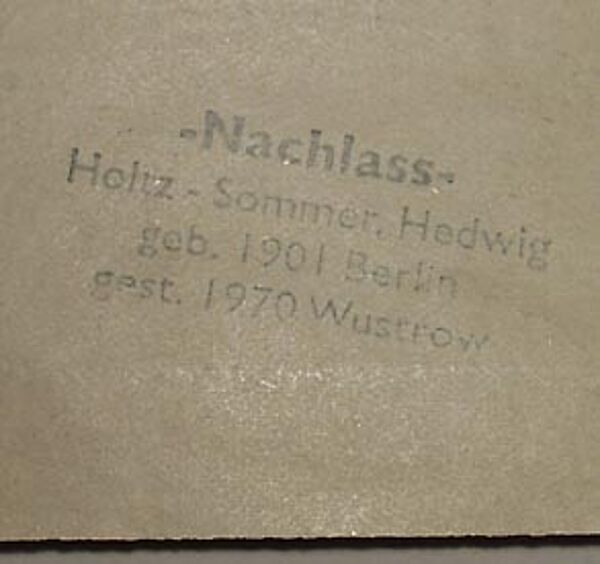 -Nachlass-
Holtz - Sommer, Hedwig
geb. 1901 Berlin
gest. 1970 Wustrow